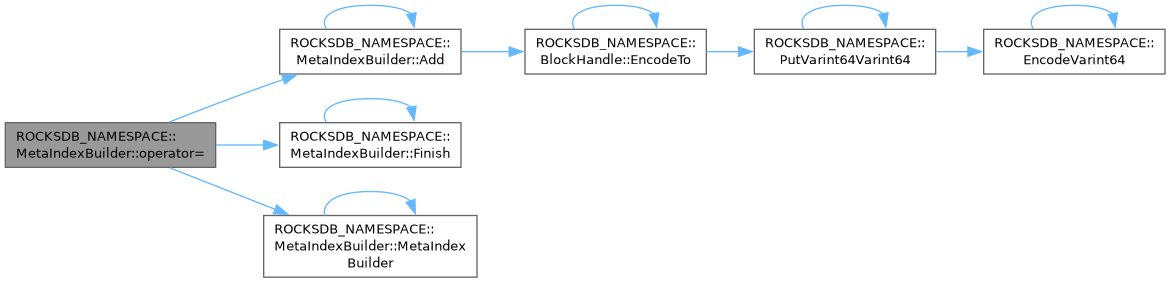 ROCKSDB_NAMESPACE::
MetaIndexBuilder::operator=
ROCKSDB_NAMESPACE::
MetaIndexBuilder::Add
ROCKSDB_NAMESPACE::
BlockHandle::EncodeTo
ROCKSDB_NAMESPACE::
PutVarint64Varint64
ROCKSDB_NAMESPACE::
EncodeVarint64
ROCKSDB_NAMESPACE::
MetaIndexBuilder::Finish
ROCKSDB_NAMESPACE::
MetaIndexBuilder::MetaIndex
Builder